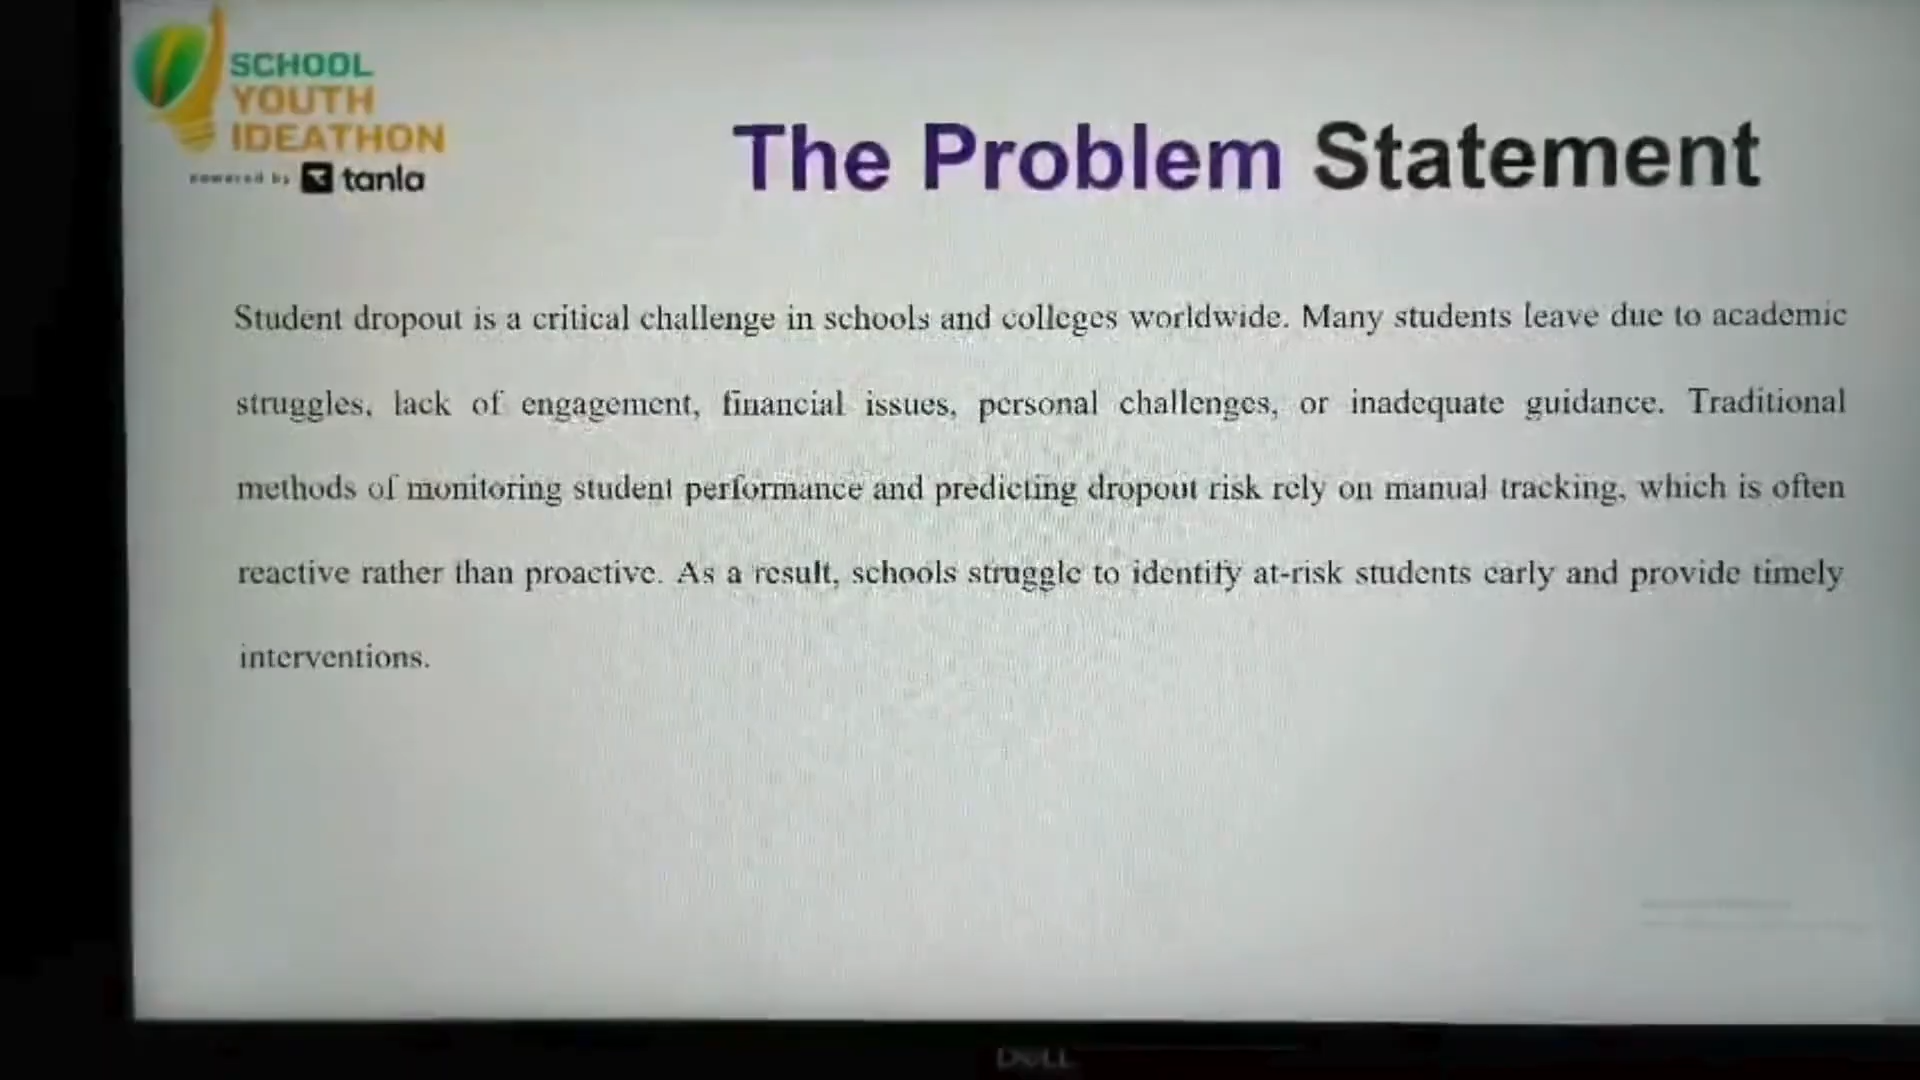 SCHOOL
YOUTH
IDEATHON
powered by tanla
The Problem Statement
Student dropout is a critical challenge in schools and colleges worldwide. Many students leave due to academic
struggles, lack of engagement, financial issues, personal challenges, or inadequate guidance. Traditional
methods of monitoring student performance and predicting dropout risk rely on manual tracking, which is often
reactive rather than proactive. As a result, schools struggle to identify at-risk students early and provide timely
interventions.
DELL